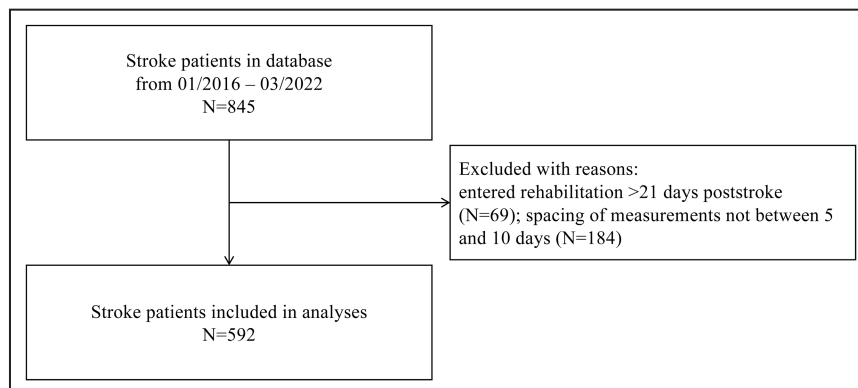 Stroke patients in database
from 01/2016 – 03/2022
N=845
Excluded with reasons:
entered rehabilitation >21 days poststroke
(N=69); spacing of measurements not between 5
and 10 days (N=184)
Stroke patients included in analyses
N=592